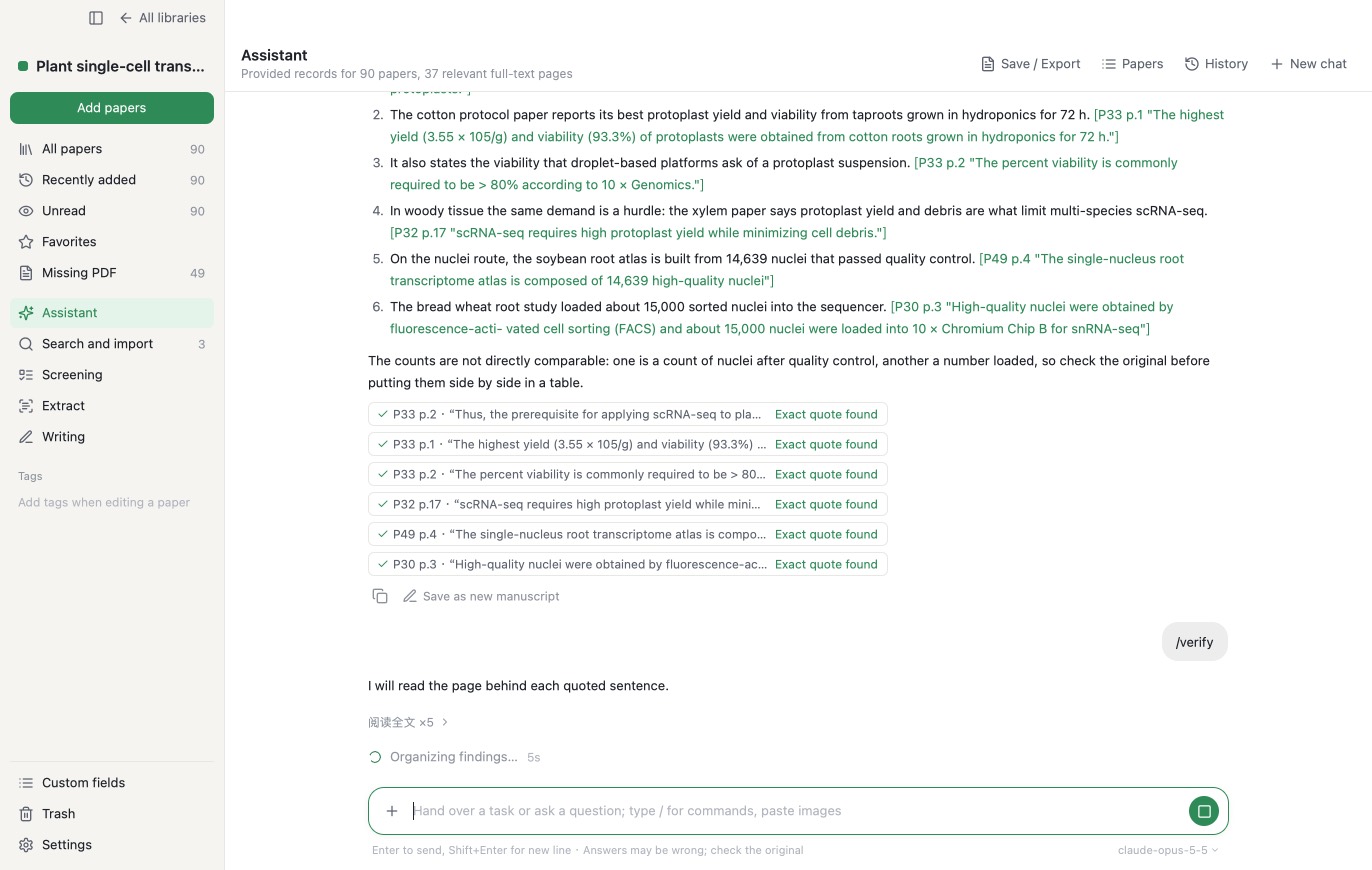 All libraries
Plant single-cell trans...
Add papers
All papers 90
Recently added 90
Unread 90
Favorites
Missing PDF 49
Assistant
Search and import 3
Screening
Extract
Writing
Tags
Add tags when editing a paper
Custom fields
Trash
Settings
Assistant
Provided records for 90 papers, 37 relevant full-text pages
Save / Export
Papers
History
New chat
2. The cotton protocol paper reports its best protoplast yield and viability from taproots grown in hydroponics for 72 h. [P33 p.1 "The highest
yield (3.55 × 105/g) and viability (93.3%) of protoplasts were obtained from cotton roots grown in hydroponics for 72 h."]
3. It also states the viability that droplet-based platforms ask of a protoplast suspension. [P33 p.2 "The percent viability is commonly
required to be > 80% according to 10 × Genomics."]
4. In woody tissue the same demand is a hurdle: the xylem paper says protoplast yield and debris are what limit multi-species scRNA-seq.
[P32 p.17 "scRNA-seq requires high protoplast yield while minimizing cell debris."]
5. On the nuclei route, the soybean root atlas is built from 14,639 nuclei that passed quality control. [P49 p.4 "The single-nucleus root
transcriptome atlas is composed of 14,639 high-quality nuclei"]
6. The bread wheat root study loaded about 15,000 sorted nuclei into the sequencer. [P30 p.3 "High-quality nuclei were obtained by
fluorescence-acti- vated cell sorting (FACS) and about 15,000 nuclei were loaded into 10 × Chromium Chip B for snRNA-seq"]
The counts are not directly comparable: one is a count of nuclei after quality control, another a number loaded, so check the original before
putting them side by side in a table.
P33 p.2 · “Thus, the prerequisite for applying scRNA-seq to pla... Exact quote found
P33 p.1 · “The highest yield (3.55 × 105/g) and viability (93.3%) ... Exact quote found
P33 p.2 · “The percent viability is commonly required to be > 80... Exact quote found
P32 p.17 · “scRNA-seq requires high protoplast yield while mini... Exact quote found
P49 p.4 · “The single-nucleus root transcriptome atlas is compo... Exact quote found
P30 p.3 · “High-quality nuclei were obtained by fluorescence-ac... Exact quote found
Save as new manuscript
/verify
I will read the page behind each quoted sentence.
阅读全文 ×5
Organizing findings... 5s
Hand over a task or ask a question; type / for commands, paste images
Enter to send, Shift+Enter for new line · Answers may be wrong; check the original
claude-opus-5-5